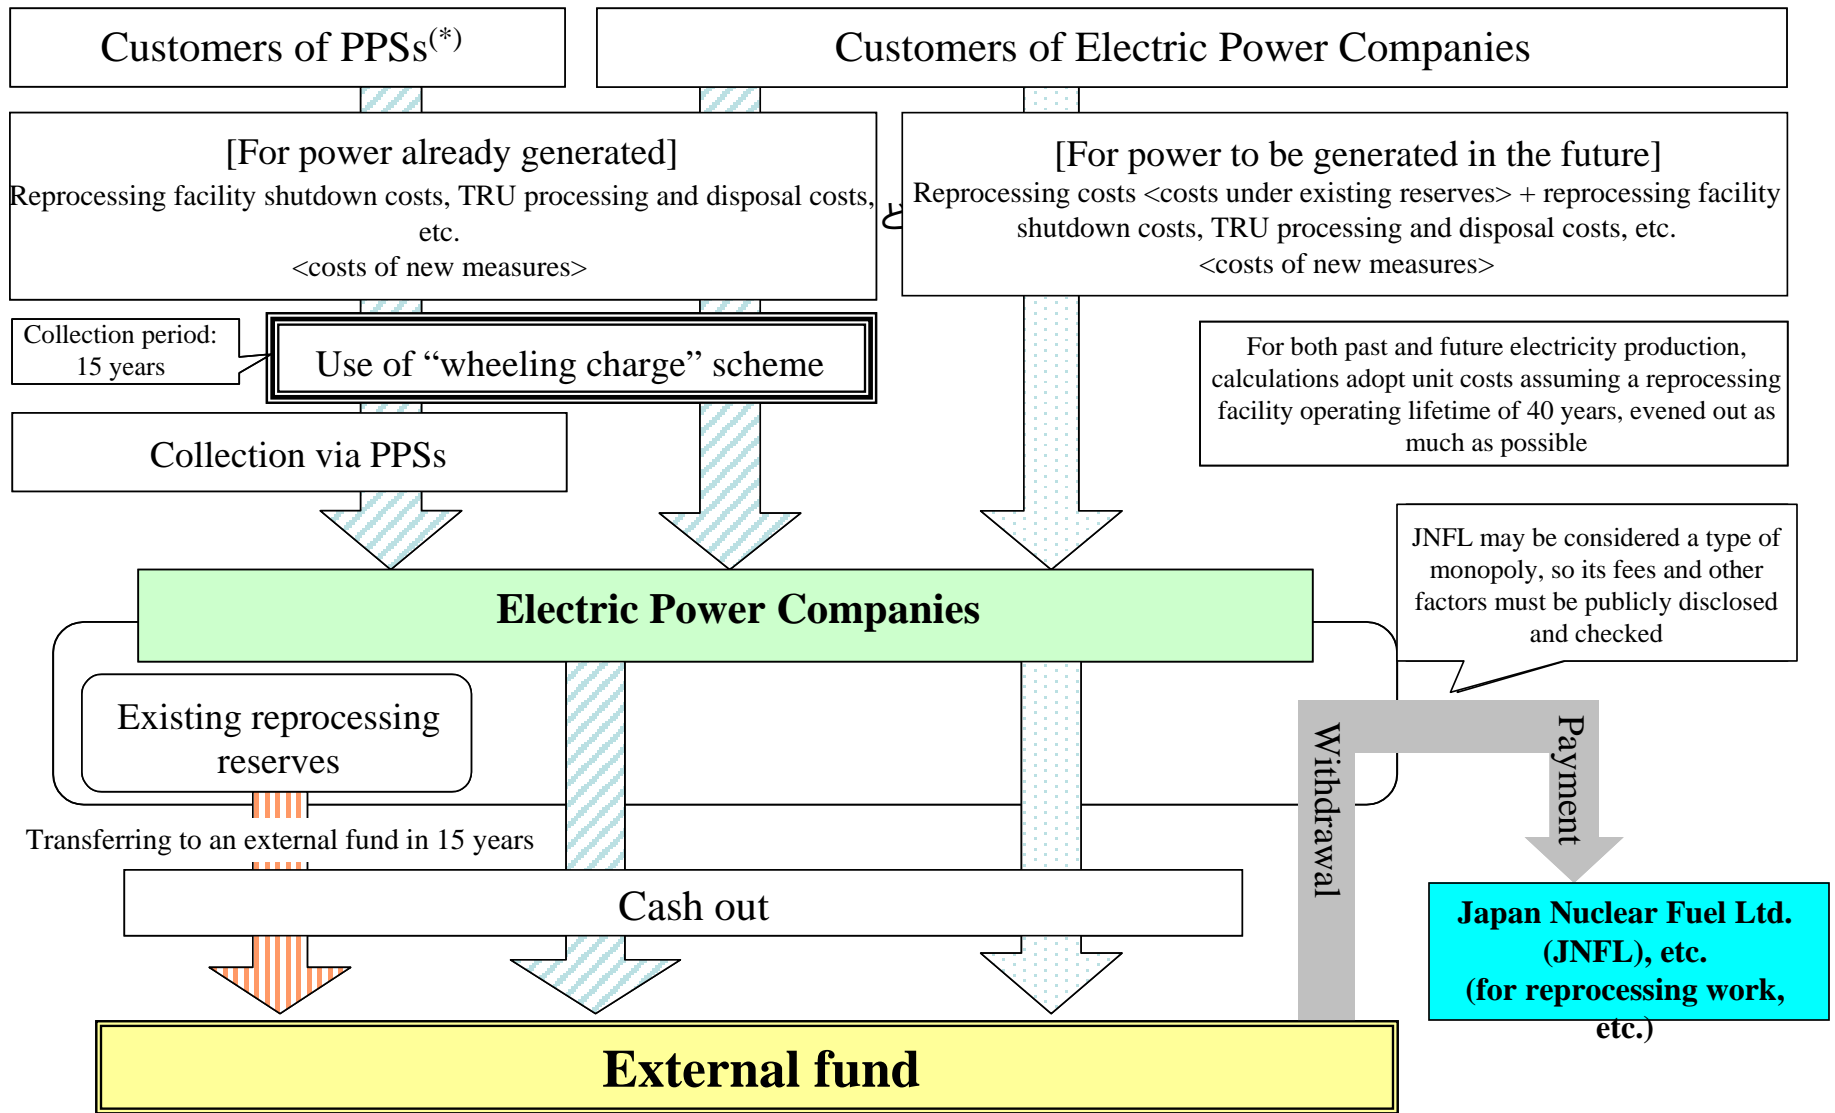 Customers of PPSs(*)
Customers of Electric Power Companies
[For power already generated]
Reprocessing facility shutdown costs, TRU processing and disposal costs,
etc.
<costs of new measures>
[For power to be generated in the future]
Reprocessing costs <costs under existing reserves> + reprocessing facility
shutdown costs, TRU processing and disposal costs, etc.
<costs of new measures>
Collection period:
15 years
Use of “wheeling charge” scheme
For both past and future electricity production,
calculations adopt unit costs assuming a reprocessing
facility operating lifetime of 40 years, evened out as
much as possible
Collection via PPSs
JNFL may be considered a type of
monopoly, so its fees and other
factors must be publicly disclosed
and checked
Electric Power Companies
Existing reprocessing
reserves
Withdrawal
Payment
Transferring to an external fund in 15 years
Cash out
Japan Nuclear Fuel Ltd.
(JNFL), etc.
(for reprocessing work,
etc.)
External fund